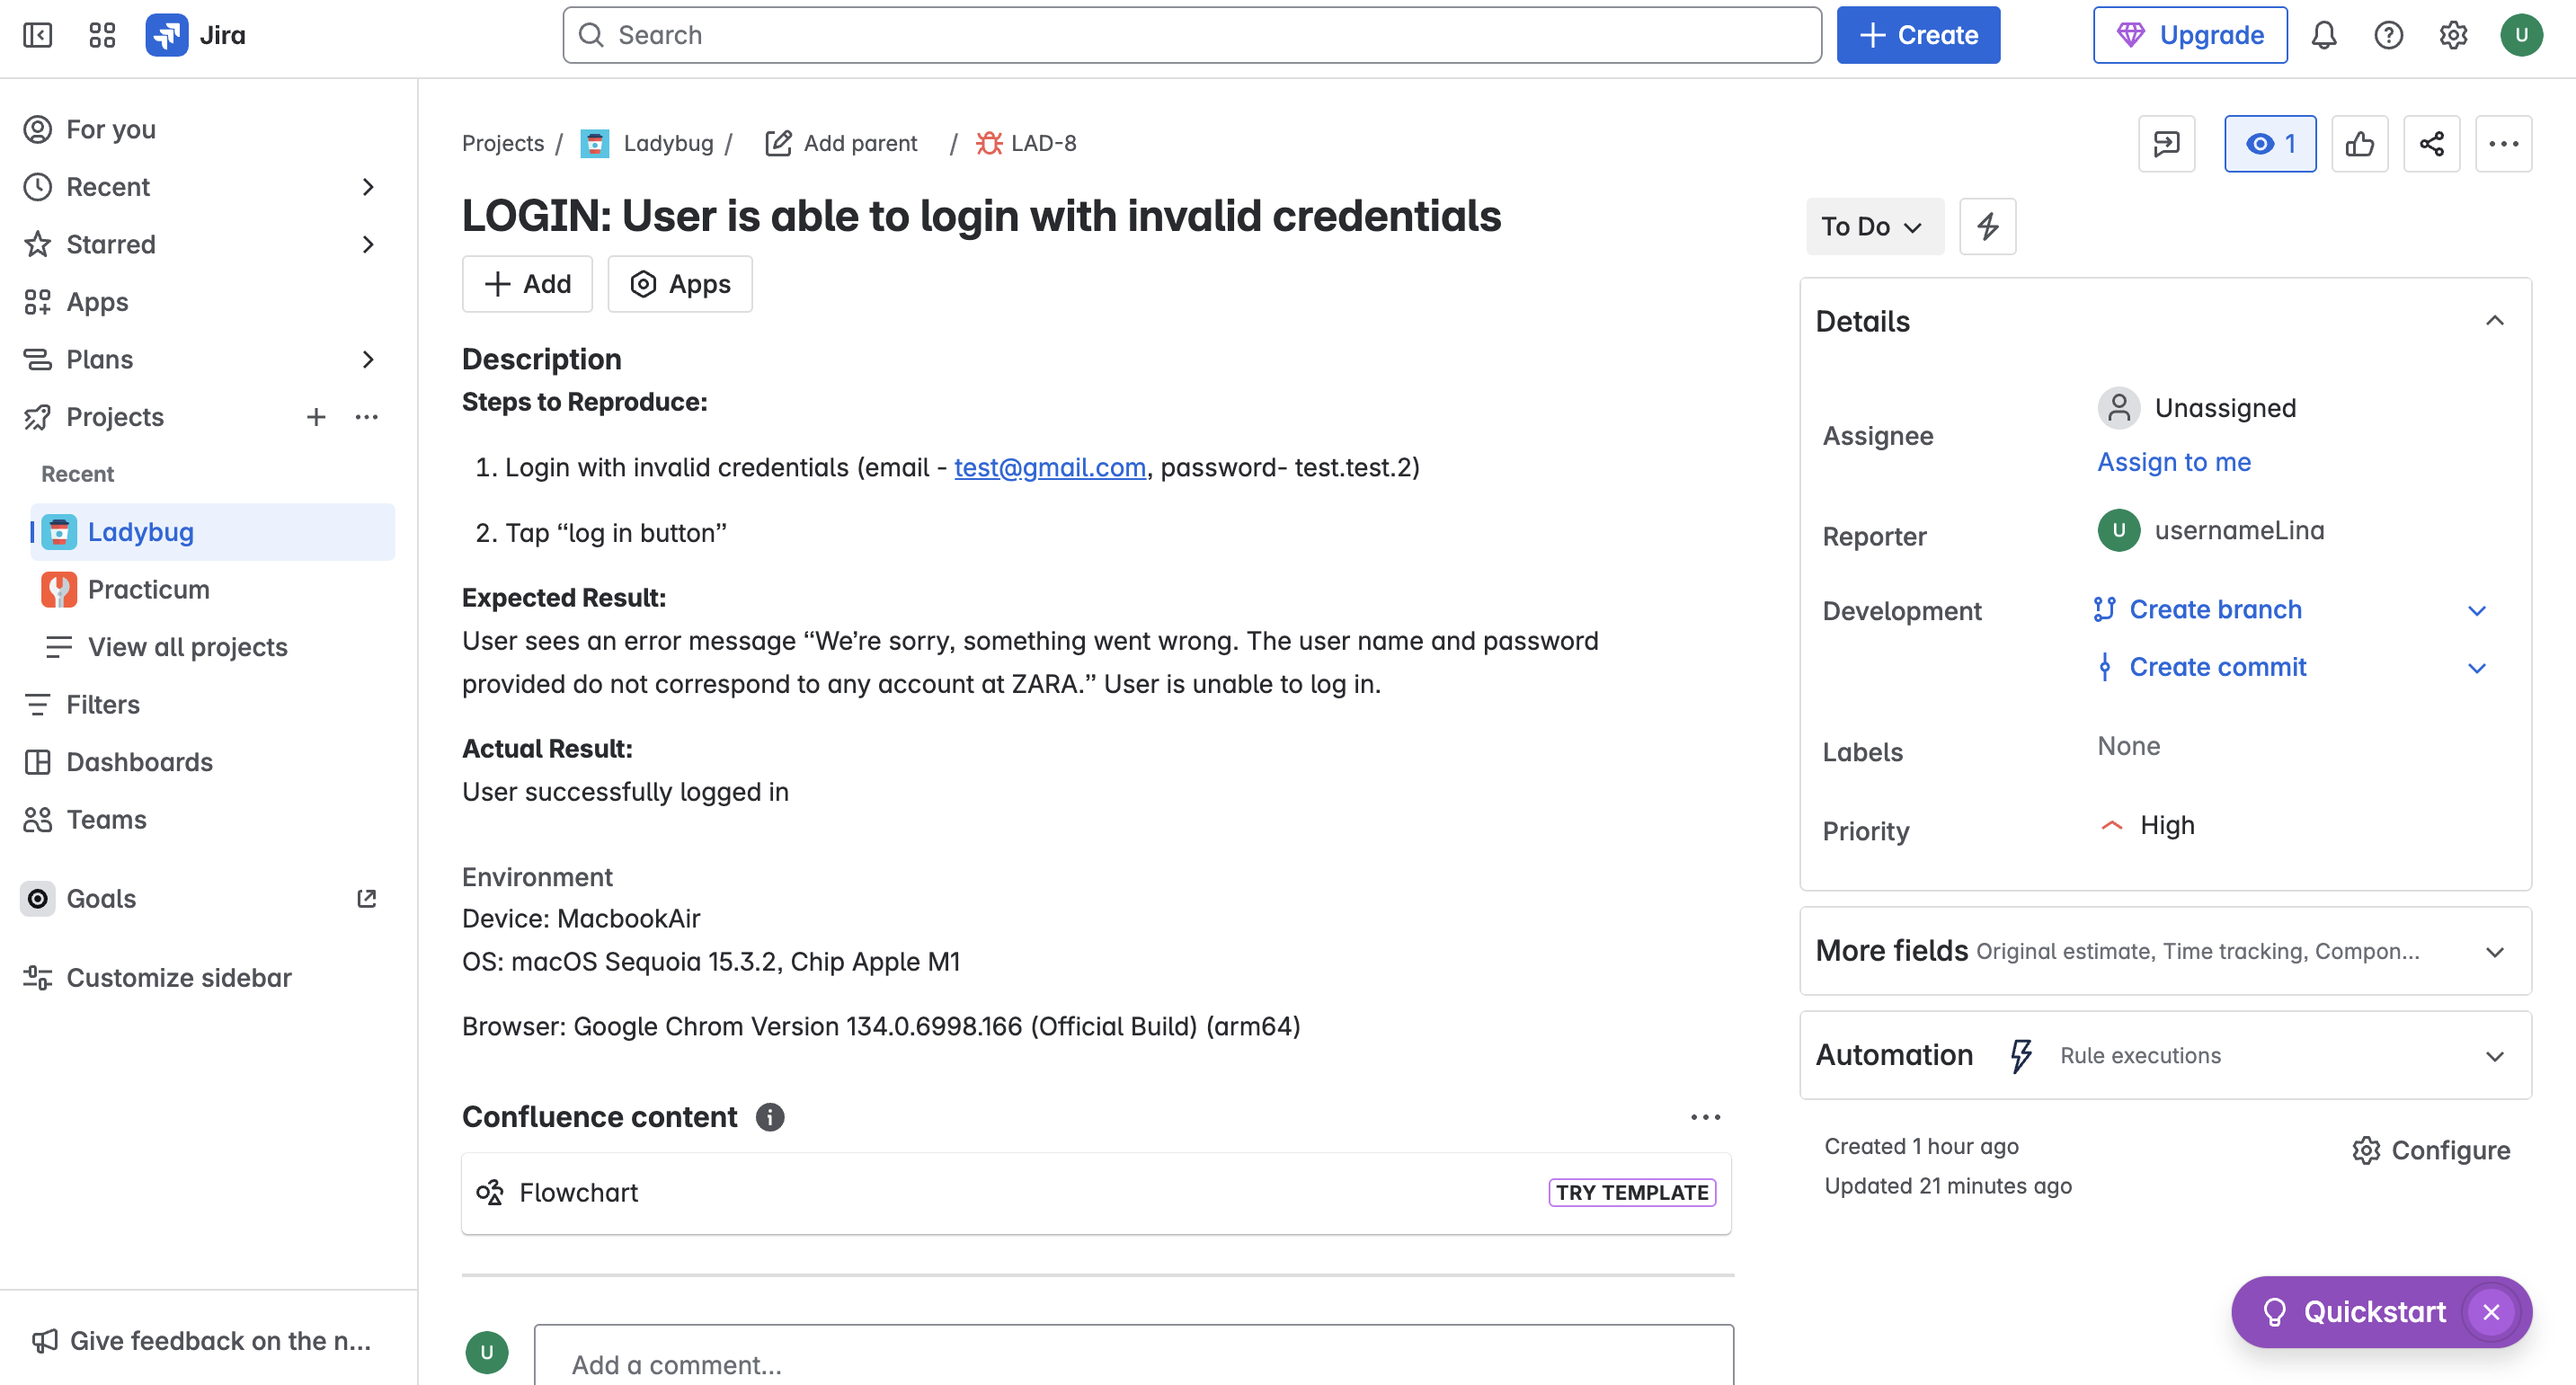 Jira
Search
Create
Upgrade
U
For you
Recent
Starred
Apps
Plans
Projects
Recent
Ladybug
Practicum
View all projects
Filters
Dashboards
Teams
Goals
Customize sidebar
Give feedback on the n...
Projects / Ladybug / Add parent / LAD-8
1
LOGIN: User is able to login with invalid credentials
Add
Apps
Description
Steps to Reproduce:
1. Login with invalid credentials (email - test@gmail.com, password- test.test.2)
2. Tap “log in button”
Expected Result:
User sees an error message “We’re sorry, something went wrong. The user name and password
provided do not correspond to any account at ZARA.” User is unable to log in.
Actual Result:
User successfully logged in
Environment
Device: MacbookAir
OS: macOS Sequoia 15.3.2, Chip Apple M1
Browser: Google Chrom Version 134.0.6998.166 (Official Build) (arm64)
Confluence content
Flowchart
TRY TEMPLATE
U
Add a comment...
To Do
Details
Assignee
Unassigned
Assign to me
Reporter
U
usernameLina
Development
Create branch
Create commit
Labels
None
Priority
High
More fields Original estimate, Time tracking, Compon...
Automation
Rule executions
Created 1 hour ago
Configure
Updated 21 minutes ago
Quickstart